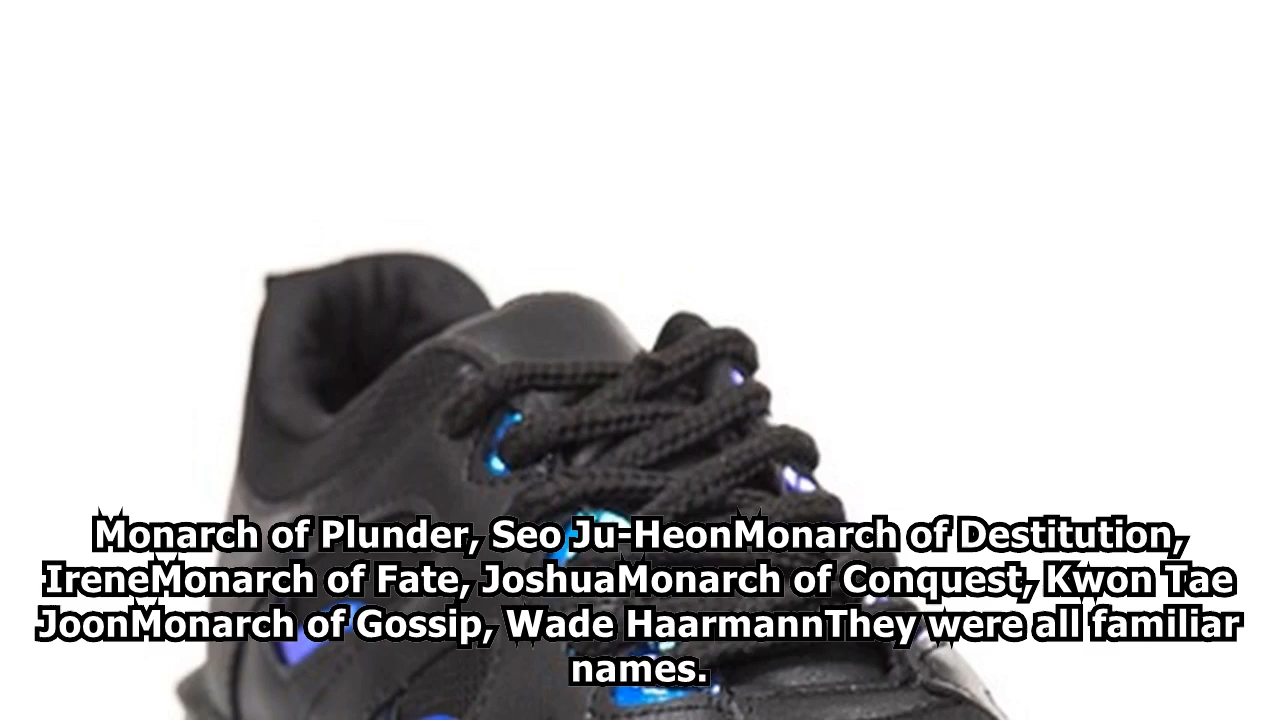 Monarch of Plunder, Seo Ju-HeonMonarch of Destitution,
IreneMonarch of Fate, JoshuaMonarch of Conquest, Kwon Tae
JoonMonarch of Gossip, Wade HaarmannThey were all familiar
names.